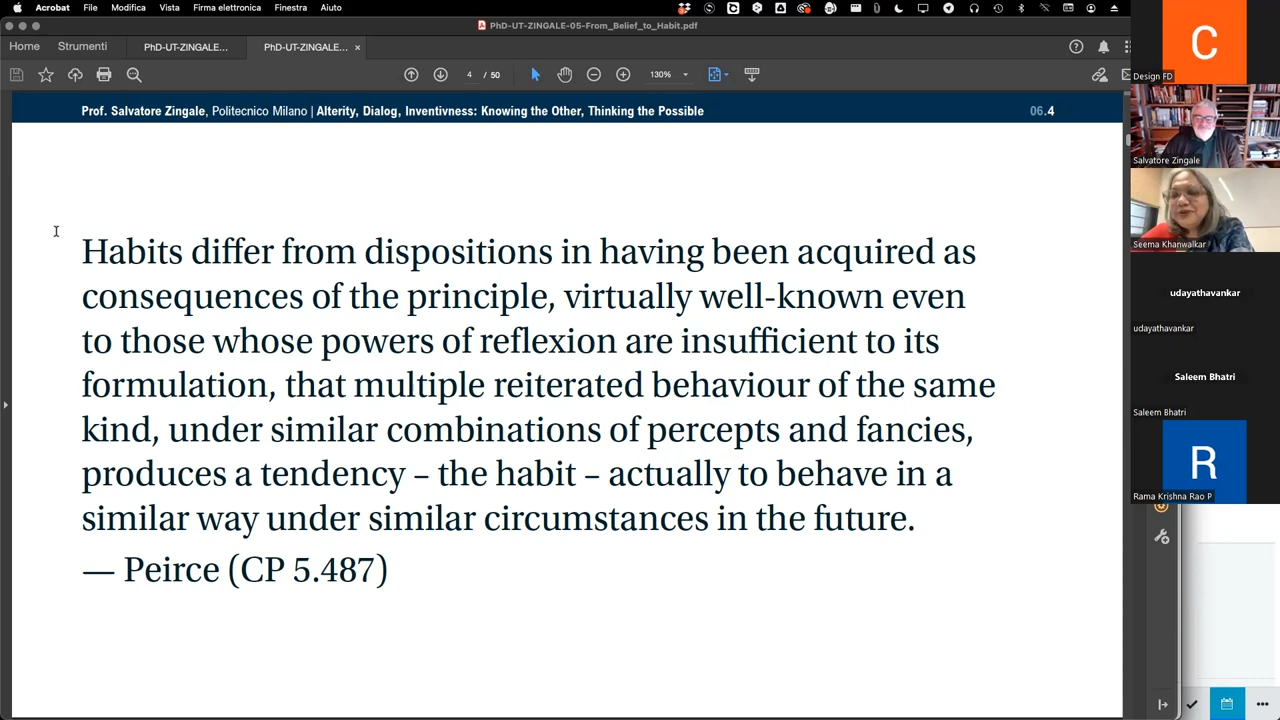 Acrobat File Modifica Vista Firma elettronica Finestra Aiuto
PhD-UT-ZINGALE-05-From_Belief_to_Habit.pdf
Home Strumenti PhD-UT-ZINGALE... PhD-UT-ZINGALE... ×
4 / 50 130%
Prof. Salvatore Zingale, Politecnico Milano | Alterity, Dialog, Inventivness: Knowing the Other, Thinking the Possible 06.4
Habits differ from dispositions in having been acquired as
consequences of the principle, virtually well-known even
to those whose powers of reflexion are insufficient to its
formulation, that multiple reiterated behaviour of the same
kind, under similar combinations of percepts and fancies,
produces a tendency – the habit – actually to behave in a
similar way under similar circumstances in the future.
— Peirce (CP 5.487)
C
Design FD
Salvatore Zingale
Seema Khanwalkar
udayathavankar
udayathavankar
Saleem Bhatri
Saleem Bhatri
R
Rama Krishna Rao P